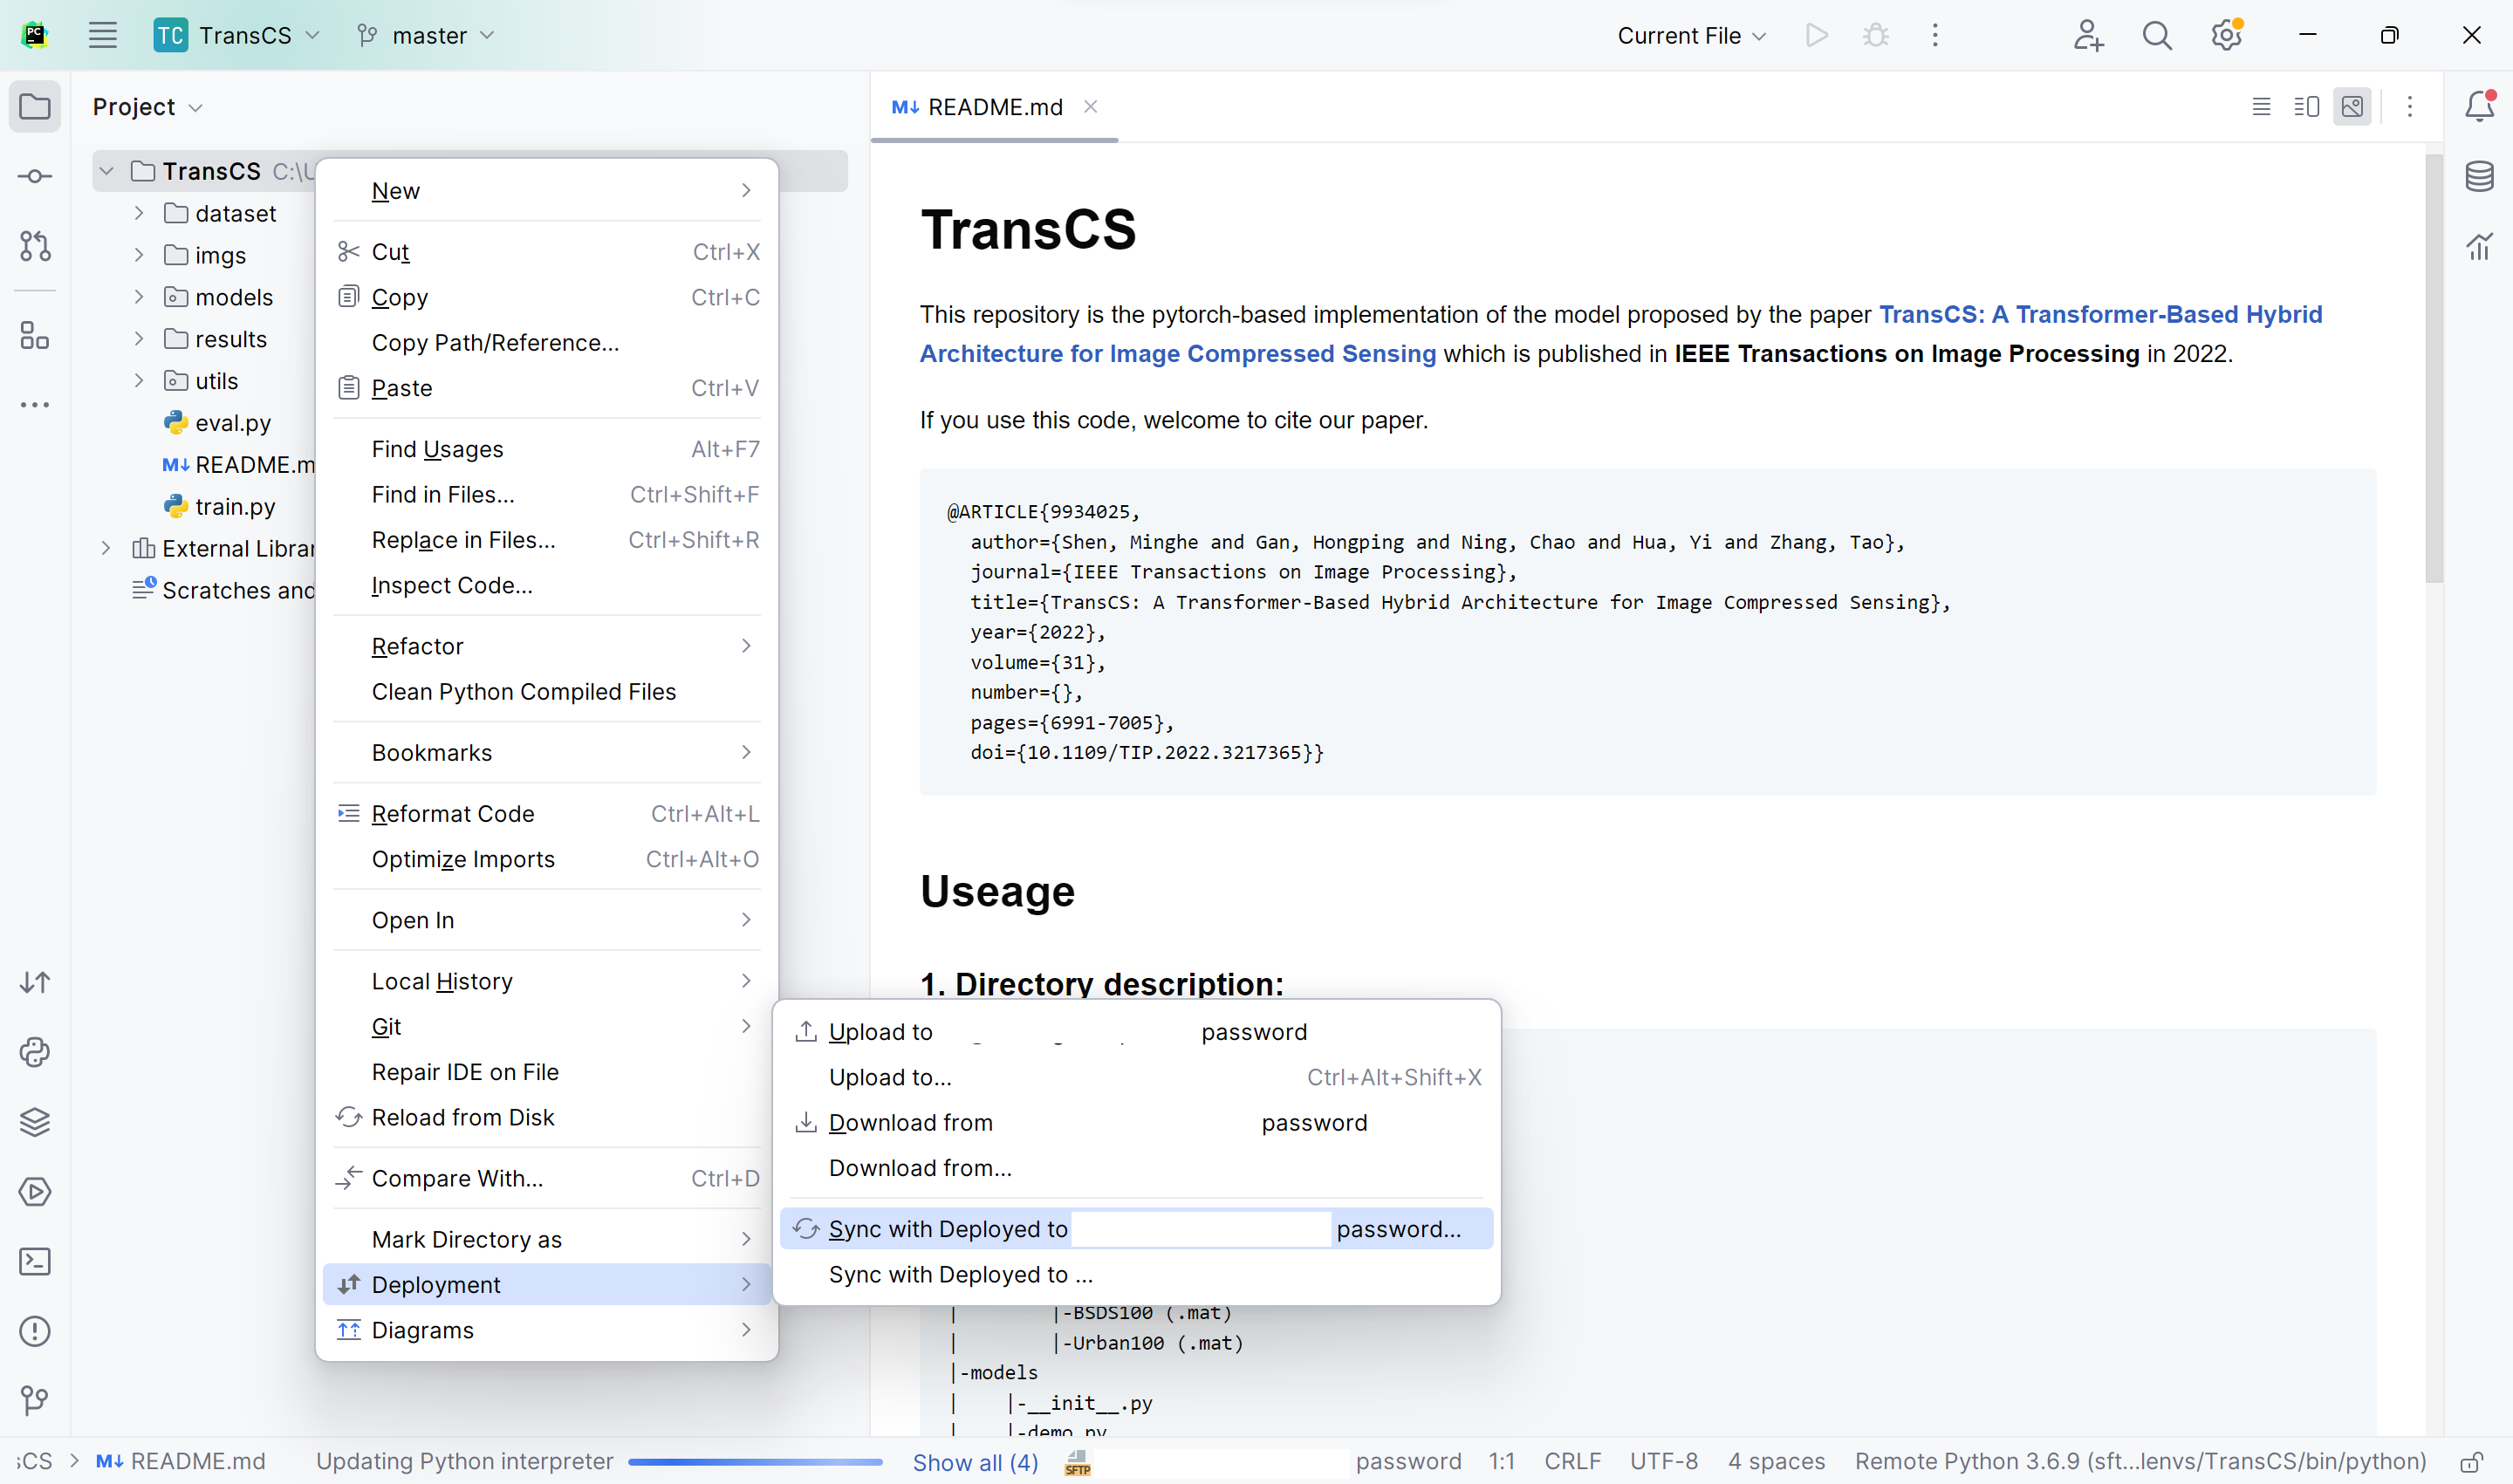 PC
TC TransCS
master
Current File
Project
README.md
TransCS C:\U
dataset
imgs
models
results
utils
eval.py
README.m
train.py
External Librar
Scratches and
New
Cut Ctrl+X
Copy Ctrl+C
Copy Path/Reference...
Paste Ctrl+V
Find Usages Alt+F7
Find in Files... Ctrl+Shift+F
Replace in Files... Ctrl+Shift+R
Inspect Code...
Refactor
Clean Python Compiled Files
Bookmarks
Reformat Code Ctrl+Alt+L
Optimize Imports Ctrl+Alt+O
Open In
Local History
Git
Repair IDE on File
Reload from Disk
Compare With... Ctrl+D
Mark Directory as
Deployment
Diagrams
Upload to password
Upload to... Ctrl+Alt+Shift+X
Download from password
Download from...
Sync with Deployed to password...
Sync with Deployed to ...
TransCS
This repository is the pytorch-based implementation of the model proposed by the paper TransCS: A Transformer-Based Hybrid
Architecture for Image Compressed Sensing which is published in IEEE Transactions on Image Processing in 2022.
If you use this code, welcome to cite our paper.
@ARTICLE{9934025,
author={Shen, Minghe and Gan, Hongping and Ning, Chao and Hua, Yi and Zhang, Tao},
journal={IEEE Transactions on Image Processing},
title={TransCS: A Transformer-Based Hybrid Architecture for Image Compressed Sensing},
year={2022},
volume={31},
number={},
pages={6991-7005},
doi={10.1109/TIP.2022.3217365}}
Useage
1. Directory description:
| |-BSDS100 (.mat)
| |-Urban100 (.mat)
|-models
| |-__init__.py
| |-demo.py
CS > README.md
Updating Python interpreter
Show all (4)
SFTP
password
1:1
CRLF
UTF-8
4 spaces
Remote Python 3.6.9 (sft...lenvs/TransCS/bin/python)